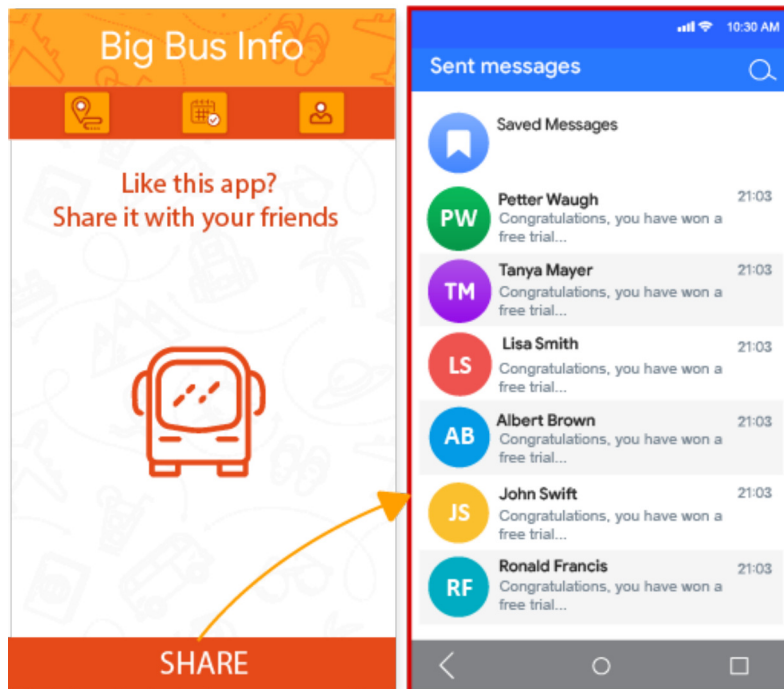 Big Bus Info
Like this app?
Share it with your friends
SHARE
10:30 AM
Sent messages
Saved Messages
PW
Petter Waugh
21:03
Congratulations, you have won a
free trial...
TM
Tanya Mayer
21:03
Congratulations, you have won a
free trial...
LS
Lisa Smith
21:03
Congratulations, you have won a
free trial...
AB
Albert Brown
21:03
Congratulations, you have won a
free trial...
JS
John Swift
21:03
Congratulations, you have won a
free trial...
RF
Ronald Francis
21:03
Congratulations, you have won a
free trial...